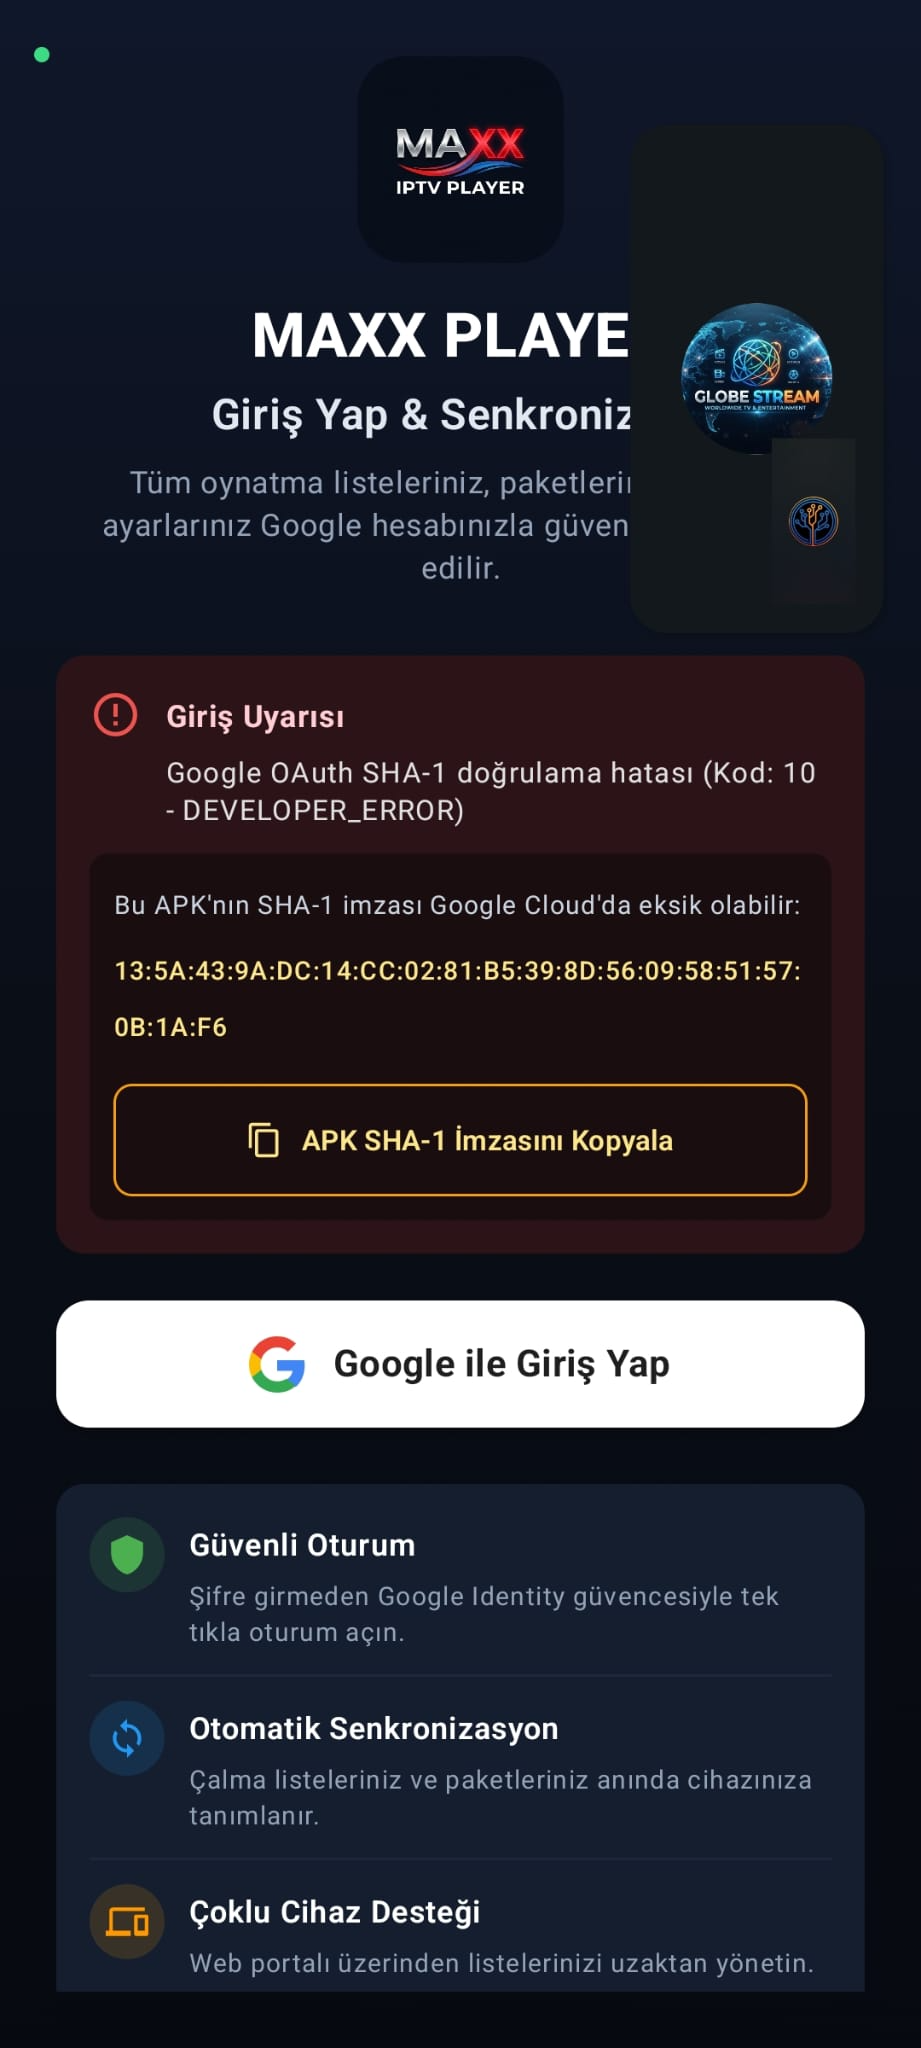 MAXX
IPTV PLAYER
MAXX PLAYE
Giriş Yap & Senkroniz
Tüm oynatma listeleriniz, paketlerin
ayarlarınız Google hesabınızla güven
edilir.
GLOBE STREAM
WORLDWIDE TV & ENTERTAINMENT
Giriş Uyarısı
Google OAuth SHA-1 doğrulama hatası (Kod: 10
- DEVELOPER_ERROR)
Bu APK'nın SHA-1 imzası Google Cloud'da eksik olabilir:
13:5A:43:9A:DC:14:CC:02:81:B5:39:8D:56:09:58:51:57:
0B:1A:F6
APK SHA-1 İmzasını Kopyala
Google ile Giriş Yap
Güvenli Oturum
Şifre girmeden Google Identity güvencesiyle tek
tıkla oturum açın.
Otomatik Senkronizasyon
Çalma listeleriniz ve paketleriniz anında cihazınıza
tanımlanır.
Çoklu Cihaz Desteği
Web portalı üzerinden listelerinizi uzaktan yönetin.